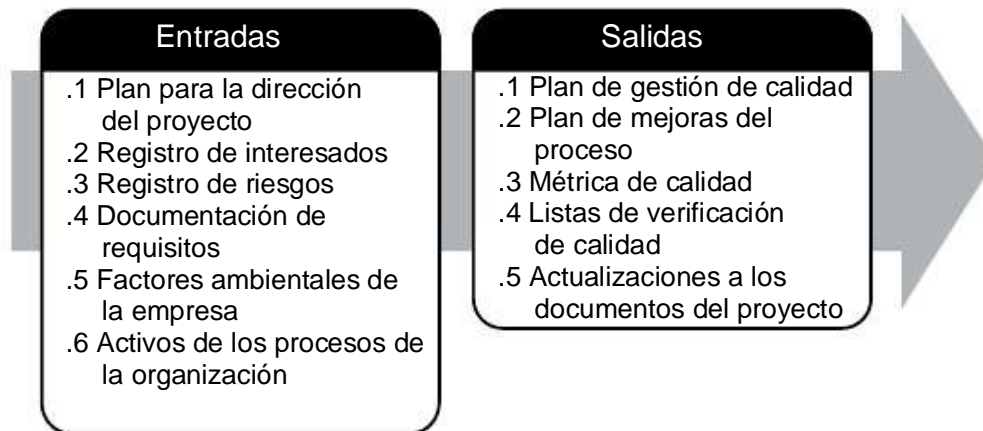 Entradas
.1 Plan para la dirección
del proyecto
.2 Registro de interesados
.3 Registro de riesgos
.4 Documentación de
requisitos
.5 Factores ambientales de
la empresa
.6 Activos de los procesos de
la organización
Salidas
.1 Plan de gestión de calidad
.2 Plan de mejoras del
proceso
.3 Métrica de calidad
.4 Listas de verificación
de calidad
.5 Actualizaciones a los
documentos del proyecto